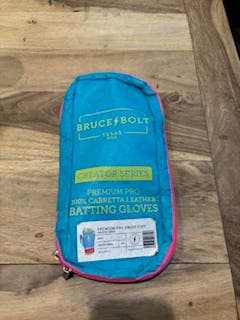 BRUCE BOLT
TEXAS
USA
CREATOR SERIES
PREMIUM PRO
100% CABRETTA LEATHER
BATTING GLOVES